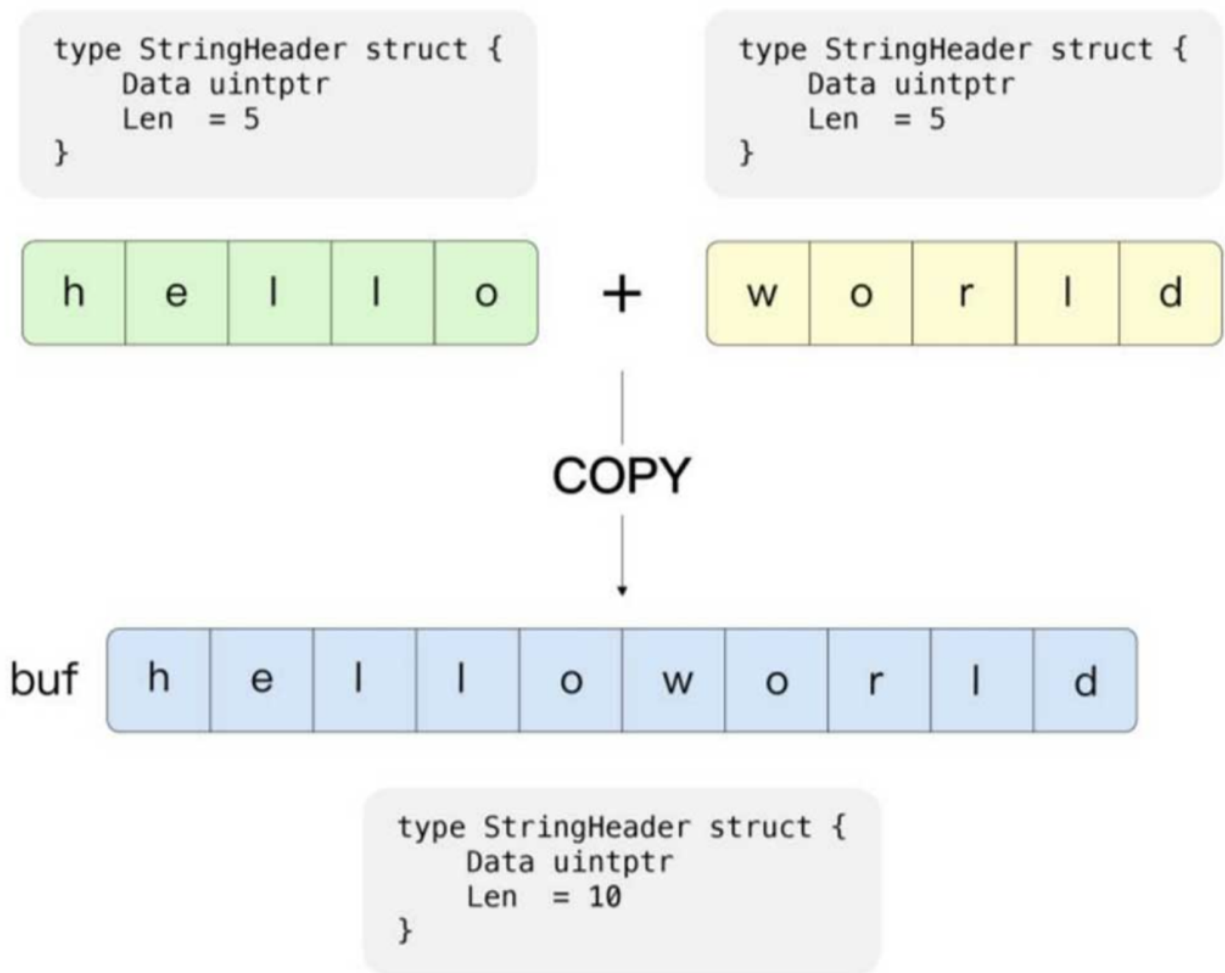 type StringHeader struct {
    Data uintptr
    Len  = 5
}
type StringHeader struct {
    Data uintptr
    Len  = 5
}
h e l l o + w o r l d
COPY
buf h e l l o w o r l d
type StringHeader struct {
    Data uintptr
    Len  = 10
}